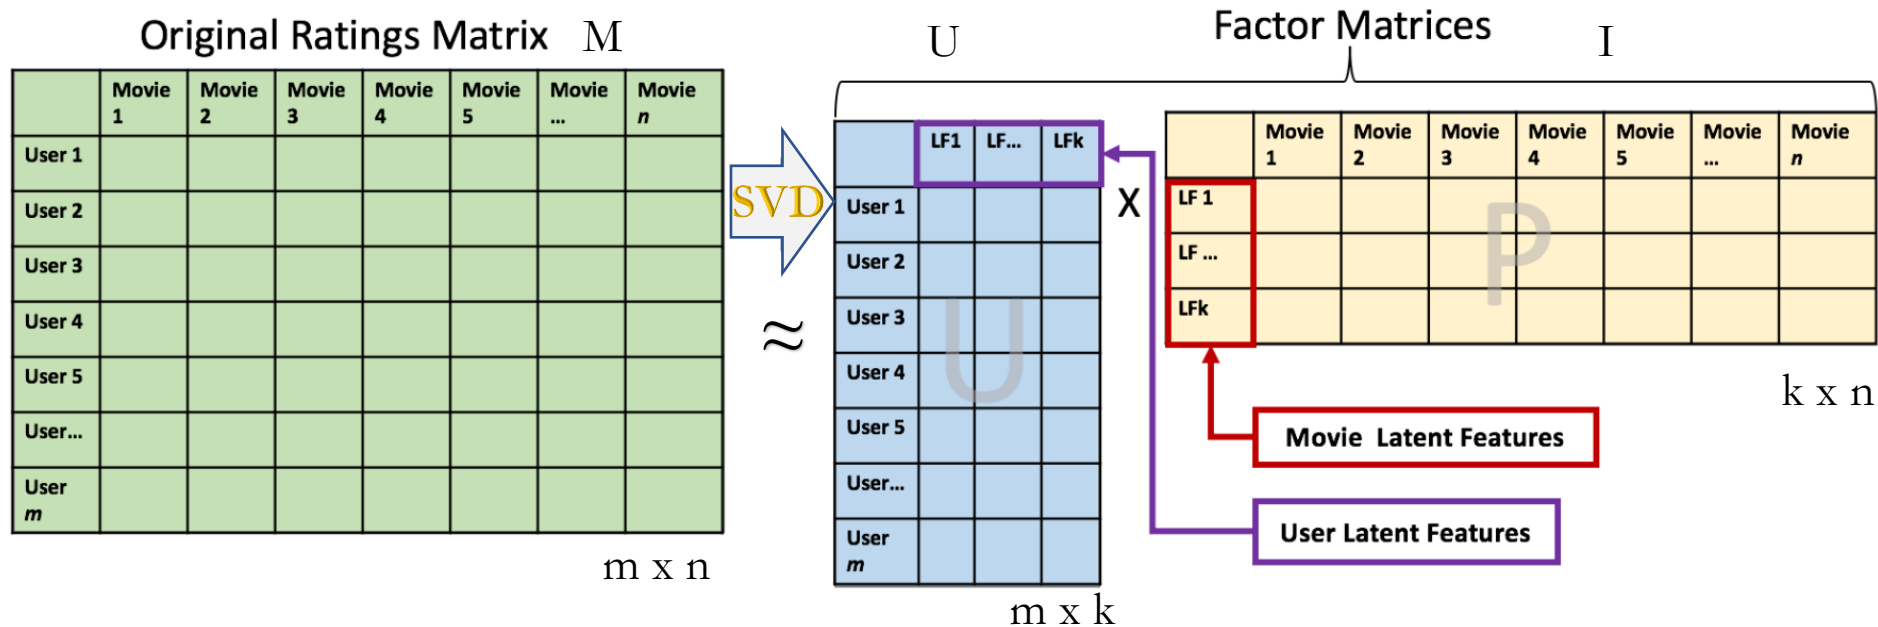 Original Ratings Matrix M
Movie 1 Movie 2 Movie 3 Movie 4 Movie 5 Movie ... Movie n
User 1
User 2
User 3
User 4
User 5
User...
User m
m x n
SVD
≈
Factor Matrices
U
I
LF1 LF... LFk
User 1
User 2
User 3
User 4
User 5
User...
User m
U
m x k
X
Movie 1 Movie 2 Movie 3 Movie 4 Movie 5 Movie ... Movie n
LF 1
LF ...
LFk
P
k x n
Movie Latent Features
User Latent Features